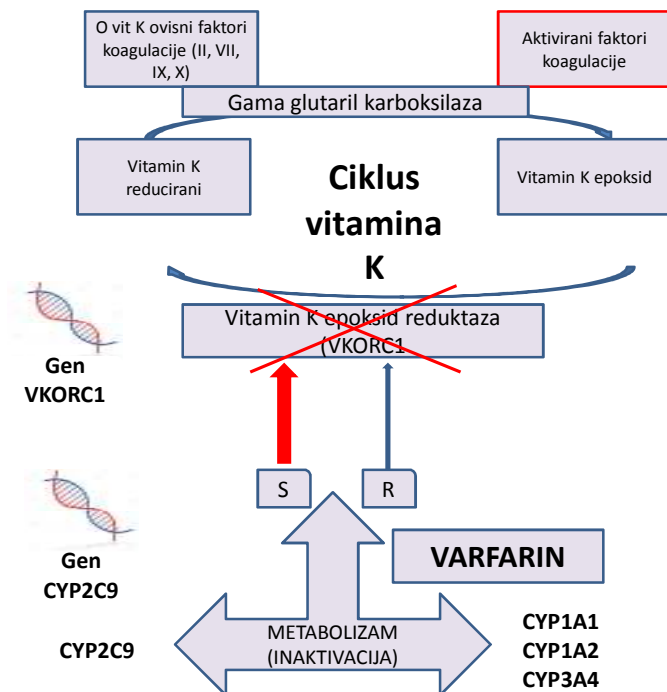 O vit K ovisni faktori
koagulacije (II, VII,
IX, X)
Aktivirani faktori
koagulacije
Gama glutaril karboksilaza
Vitamin K
reducirani
Vitamin K epoksid
Ciklus
vitamina
K
Vitamin K epoksid reduktaza
(VKORC1
Gen
VKORC1
S
R
Gen
CYP2C9
VARFARIN
METABOLIZAM
(INAKTIVACIJA)
CYP2C9
CYP1A1
CYP1A2
CYP3A4